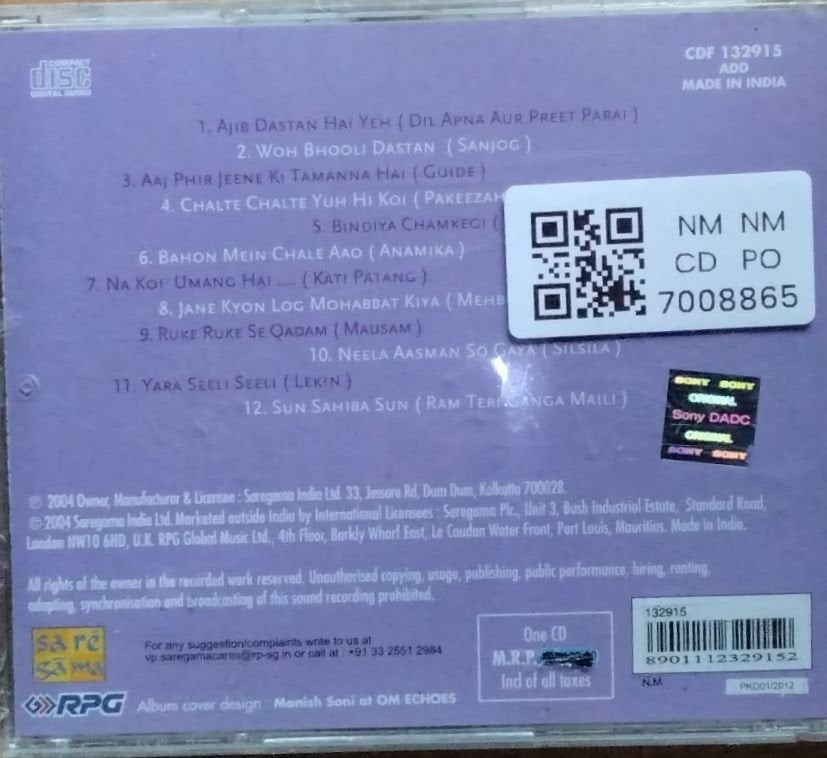 COMPACT
disc
DIGITAL AUDIO
CDF 132915
ADD
MADE IN INDIA
1. AJIB DASTAN HAI YEH ( DIL APNA AUR PREET PARAI )
2. WOH BHOOLI DASTAN ( SANJOG )
3. AAJ PHIR JEENE KI TAMANNA HAI ( GUIDE )
4. CHALTE CHALTE YUH HI KOI ( PAKEEZAH
5. BINDIYA CHAMKEGI (
6. BAHON MEIN CHALE AAO ( ANAMIKA )
7. NA KOI UMANG HAI .... ( KATI PATANG )
8. JANE KYON LOG MOHABBAT KIYA ( MEHB
9. RUKE RUKE SE QADAM ( MAUSAM )
10. NEELA AASMAN SO GAYA ( SILSILA )
11. YARA SEELI SEELI ( LEKIN )
12. SUN SAHIBA SUN ( RAM TERI GANGA MAILI )
NM NM
CD PO
7008865
SONY SONY
ORIGINAL
Sony DADC
ORIGINAL
SONY SONY
℗ 2004 Owner, Manufacturer & Licensee : Saregama India Ltd. 33, Jessore Rd, Dum Dum, Kolkatta 700028.
© 2004 Saregama India Ltd. Marketed outside India by International Licensees : Saregama Plc., Unit 3, Bush Industrial Estate, Standard Road,
London NW10 6HD, U.K. RPG Global Music Ltd., 4th Floor, Barkly Wharf East, Le Caudan Water Front, Port Louis, Mauritius. Made in India.
All rights of the owner in the recorded work reserved. Unauthorised copying, usage, publishing, public performance, hiring, renting,
adapting, synchronisation and broadcasting of this sound recording prohibited.
sa re
ga ma
For any suggestion/complaints write to us at
vp.saregamacares@rp-sg.in or call at : +91 33 2551 2984
RPG
Album cover design : Manish Soni at OM ECHOES
One CD
M.R.P.
Incl of all taxes
132915
8901112329152
N.M.
PKD01/2012